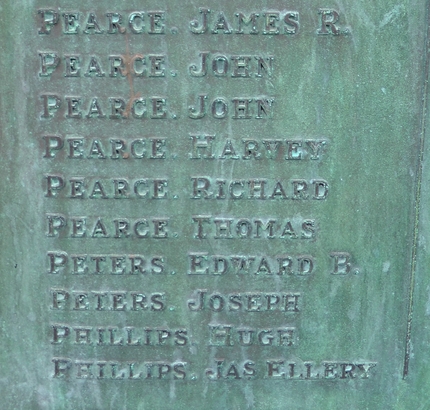 PEARCE. JAMES R.
PEARCE. JOHN
PEARCE. JOHN
PEARCE. HARVEY
PEARCE. RICHARD
PEARCE. THOMAS
PETERS. EDWARD B.
PETERS. JOSEPH
PHILLIPS. HUGH
PHILLIPS. JAS ELLERY